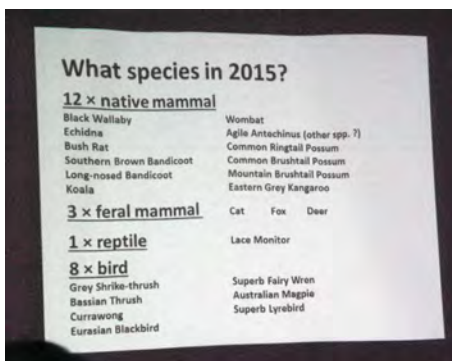 What species in 2015?
12 × native mammal
Black Wallaby Wombat
Echidna Agile Antechinus (other spp. ?)
Bush Rat Common Ringtail Possum
Southern Brown Bandicoot Common Brushtail Possum
Long-nosed Bandicoot Mountain Brushtail Possum
Koala Eastern Grey Kangaroo
3 × feral mammal Cat Fox Deer
1 × reptile Lace Monitor
8 × bird
Grey Shrike-thrush Superb Fairy Wren
Bassian Thrush Australian Magpie
Currawong Superb Lyrebird
Eurasian Blackbird